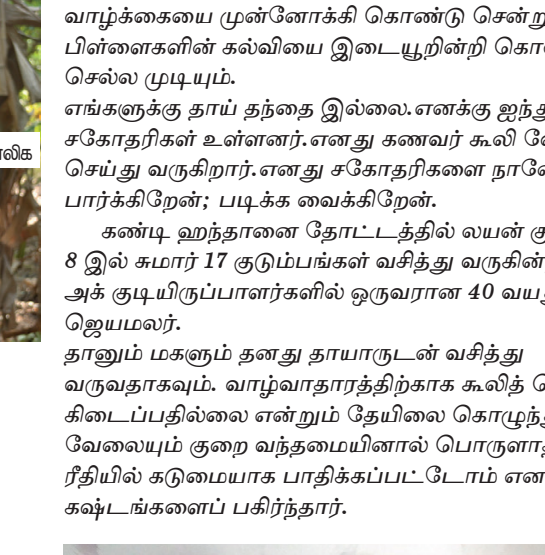 வாழ்க்கையை முன்னோக்கி கொண்டு சென்று
பிள்ளைகளின் கல்வியை இடையூறின்றி
செல்ல முடியும்.
எங்களுக்கு தாய் தந்தை இல்லை.எனக்கு ஐந்து
சகோதரிகள் உள்ளனர்.எனது கணவர் கூலி
செய்து வருகிறார்.எனது சகோதரிகளை
பார்க்கிறேன்; படிக்க வைக்கிறேன்.
கண்டி ஹந்தானை தோட்டத்தில் லயன்
8 இல் சுமார் 17 குடும்பங்கள் வசித்து
அக் குடியிருப்பாளர்களில் ஒருவரான 40
ஜெயமலர்.
தானும் மகளும் தனது தாயாருடன் வசித்து
வருவதாகவும். வாழ்வாதாரத்திற்காக கூலித்
கிடைப்பதில்லை என்றும் தேயிலை
வேலையும் குறை வந்தமையினால்
ரீதியில் கடுமையாக பாதிக்கப்பட்டோம்
கஷ்டங்களைப் பகிர்ந்தார்.